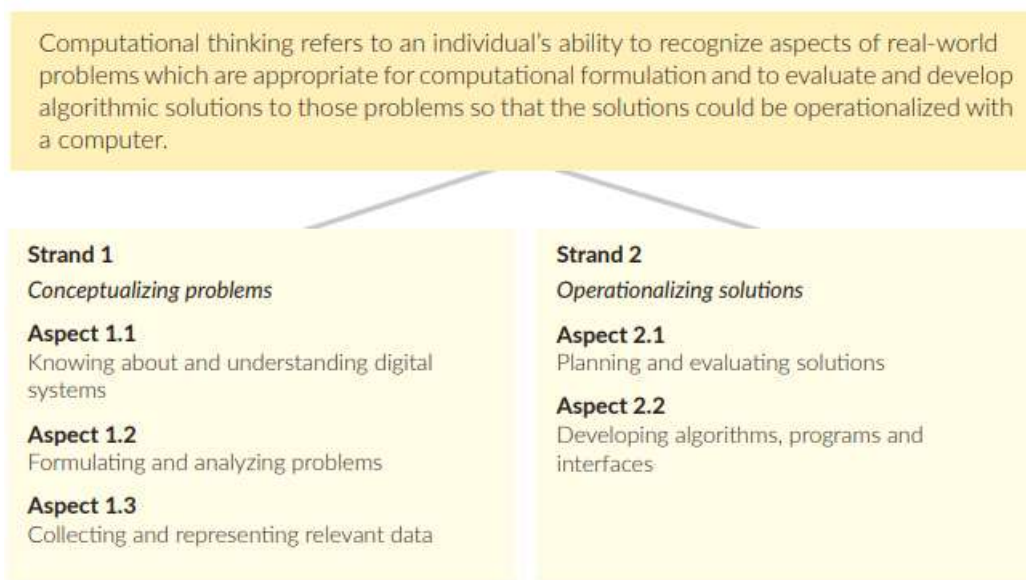 Computational thinking refers to an individual's ability to recognize aspects of real-world
problems which are appropriate for computational formulation and to evaluate and develop
algorithmic solutions to those problems so that the solutions could be operationalized with
a computer.
Strand 1
Conceptualizing problems
Aspect 1.1
Knowing about and understanding digital
systems
Aspect 1.2
Formulating and analyzing problems
Aspect 1.3
Collecting and representing relevant data
Strand 2
Operationalizing solutions
Aspect 2.1
Planning and evaluating solutions
Aspect 2.2
Developing algorithms, programs and
interfaces